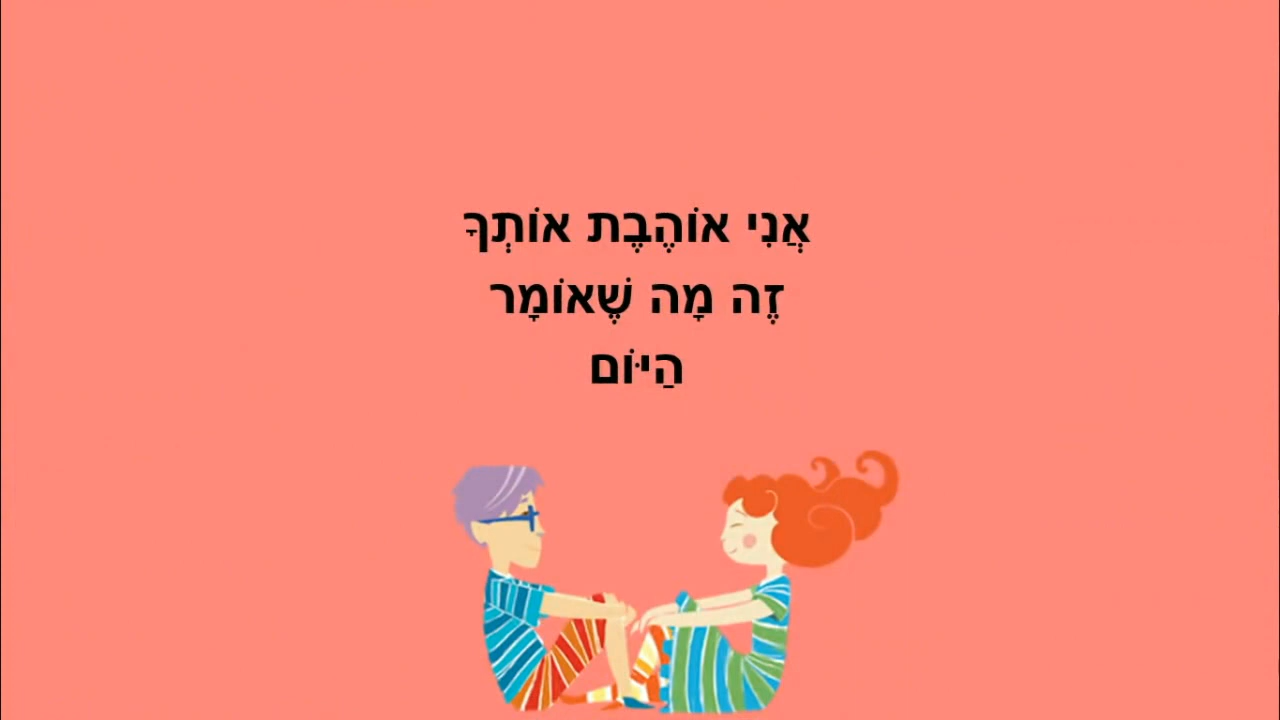 אֲנִי אוֹהֶבֶת אוֹתְךָ
זֶה מָה שֶׁאוֹמָר
הַיּוֹם